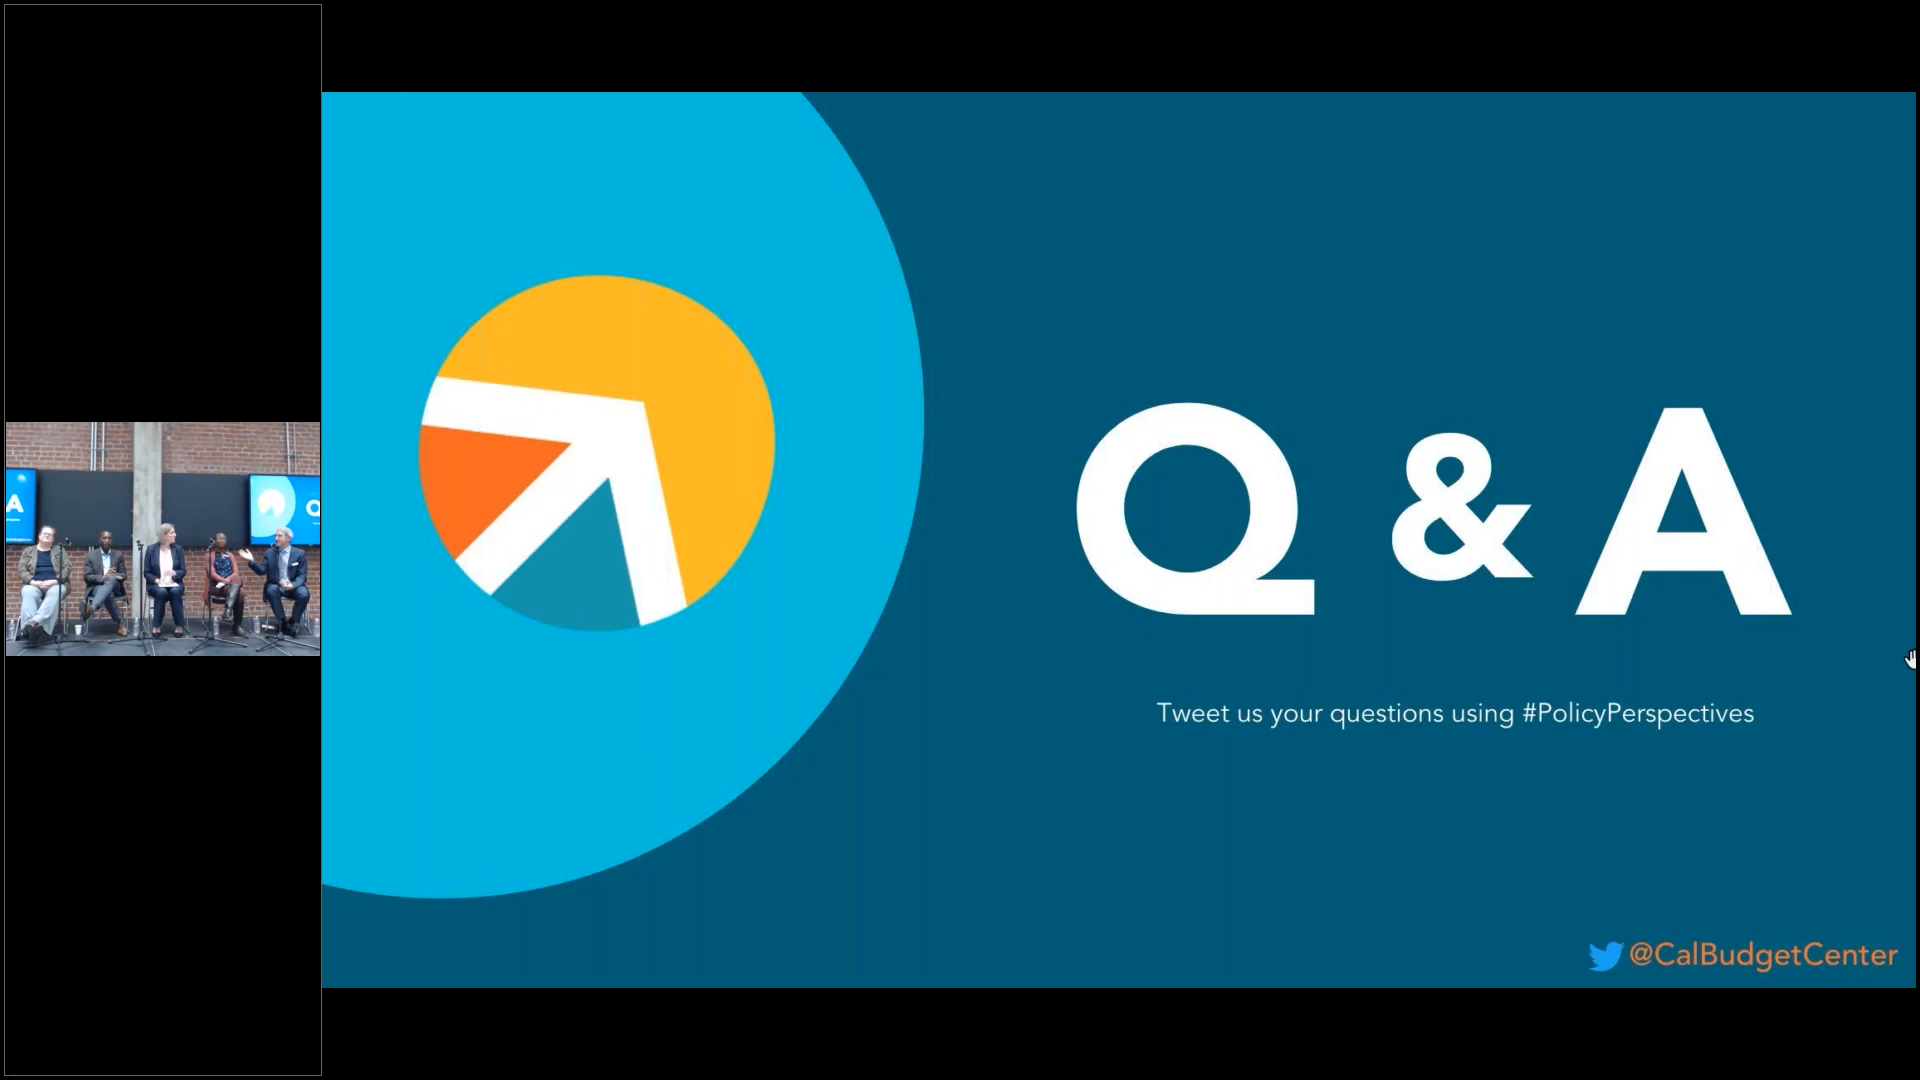 Q & A
Tweet us your questions using #PolicyPerspectives
@CalBudgetCenter
A
Q